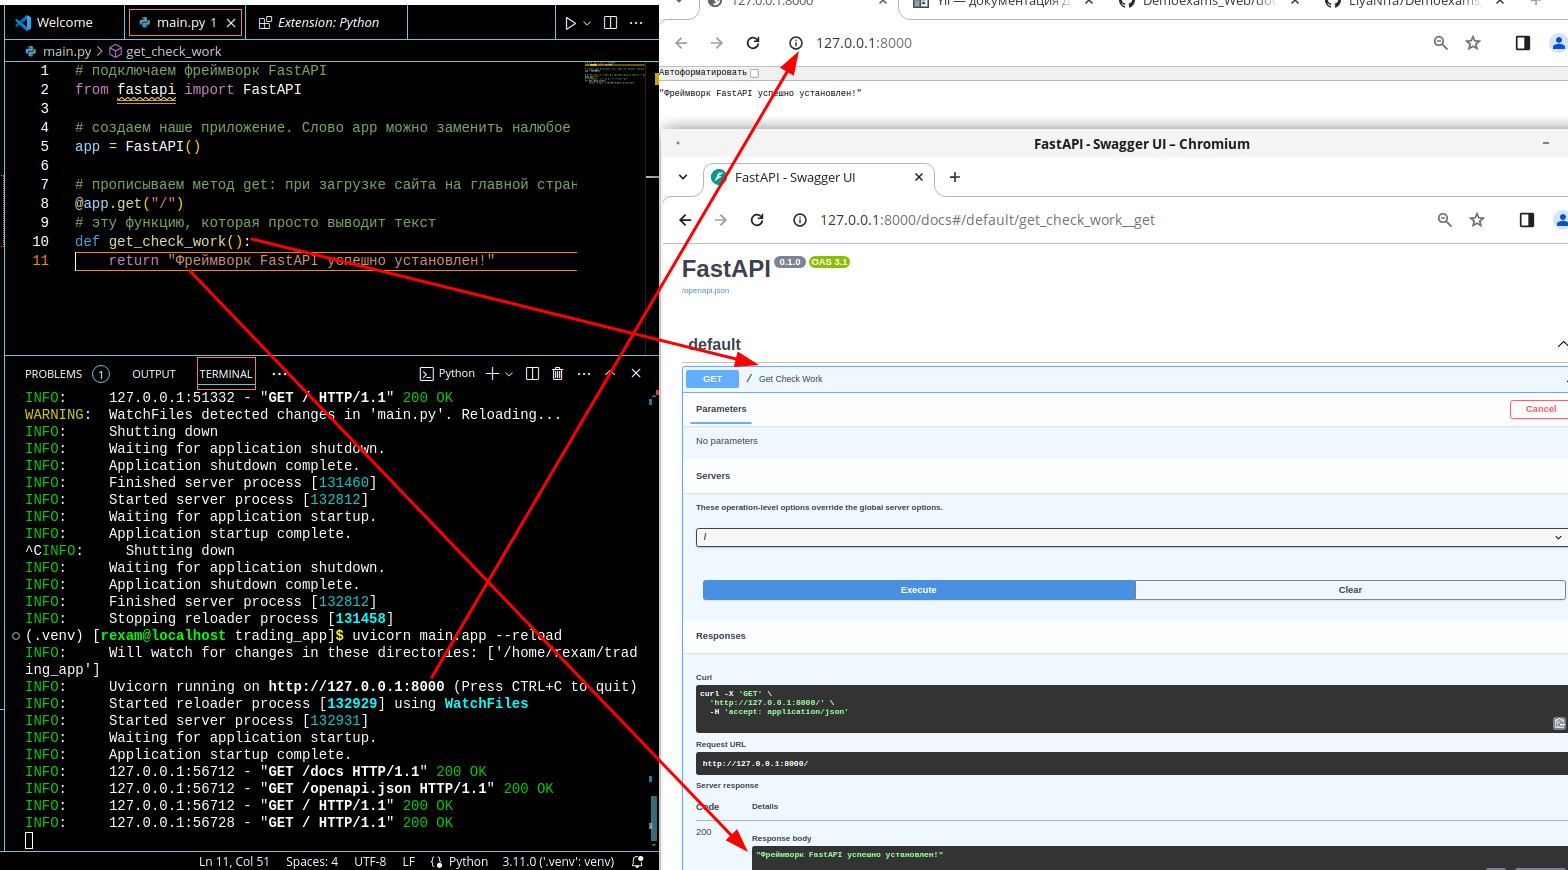 Welcome
main.py 1
Extension: Python
main.py > get_check_work
1 # подключаем фреймворк FastAPI
2 from fastapi import FastAPI
3
4 # создаем наше приложение. Слово app можно заменить налюбое
5 app = FastAPI()
6
7 # прописываем метод get: при загрузке сайта на главной стран
8 @app.get("/")
9 # эту функцию, которая просто выводит текст
10 def get_check_work():
11 return "Фреймворк FastAPI успешно установлен!"
PROBLEMS 1 OUTPUT TERMINAL ··· Python
INFO: 127.0.0.1:51332 - "GET / HTTP/1.1" 200 OK
WARNING: WatchFiles detected changes in 'main.py'. Reloading...
INFO: Shutting down
INFO: Waiting for application shutdown.
INFO: Application shutdown complete.
INFO: Finished server process [131460]
INFO: Started server process [132812]
INFO: Waiting for application startup.
INFO: Application startup complete.
^CINFO: Shutting down
INFO: Waiting for application shutdown.
INFO: Application shutdown complete.
INFO: Finished server process [132812]
INFO: Stopping reloader process [131458]
(.venv) [rexam@localhost trading_app]$ uvicorn main:app --reload
INFO: Will watch for changes in these directories: ['/home/rexam/trad
ing_app']
INFO: Uvicorn running on http://127.0.0.1:8000 (Press CTRL+C to quit)
INFO: Started reloader process [132929] using WatchFiles
INFO: Started server process [132931]
INFO: Waiting for application startup.
INFO: Application startup complete.
INFO: 127.0.0.1:56712 - "GET /docs HTTP/1.1" 200 OK
INFO: 127.0.0.1:56712 - "GET /openapi.json HTTP/1.1" 200 OK
INFO: 127.0.0.1:56712 - "GET / HTTP/1.1" 200 OK
INFO: 127.0.0.1:56728 - "GET / HTTP/1.1" 200 OK
Ln 11, Col 51 Spaces: 4 UTF-8 LF Python 3.11.0 ('.venv': venv)
127.0.0.1:8000
Yii — документация Д
Demoexams_Web/doc
LiyaNira/Demoexams_
127.0.0.1:8000
Автоформатировать
"Фреймворк FastAPI успешно установлен!"
FastAPI - Swagger UI – Chromium
FastAPI - Swagger UI
127.0.0.1:8000/docs#/default/get_check_work__get
FastAPI 0.1.0 OAS 3.1
/openapi.json
default
GET / Get Check Work
Parameters
Cancel
No parameters
Servers
These operation-level options override the global server options.
/
Execute
Clear
Responses
Curl
curl -X 'GET' \
'http://127.0.0.1:8000/' \
-H 'accept: application/json'
Request URL
http://127.0.0.1:8000/
Server response
Code Details
200
Response body
"Фреймворк FastAPI успешно установлен!"